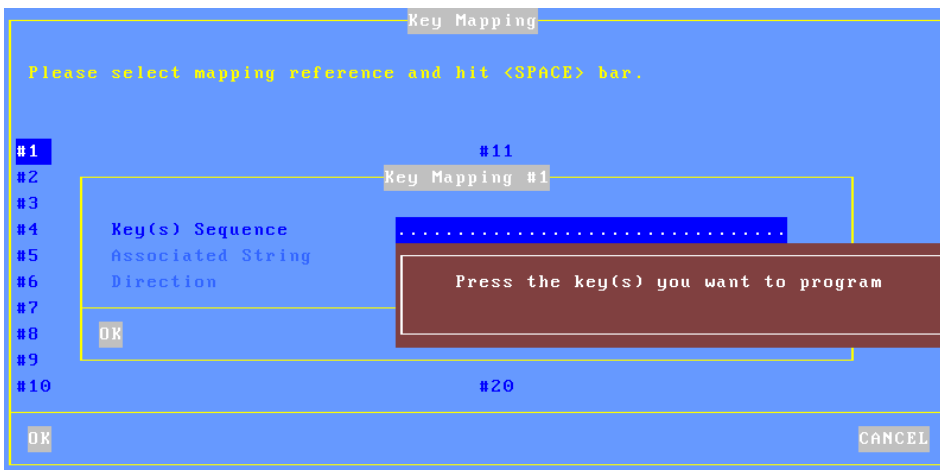 Key Mapping
Please select mapping reference and hit <SPACE> bar.
#1 #11
#2 Key Mapping #1
#3
#4 Key(s) Sequence ................................
#5 Associated String
#6 Direction Press the key(s) you want to program
#7
#8 OK
#9
#10 #20
OK CANCEL